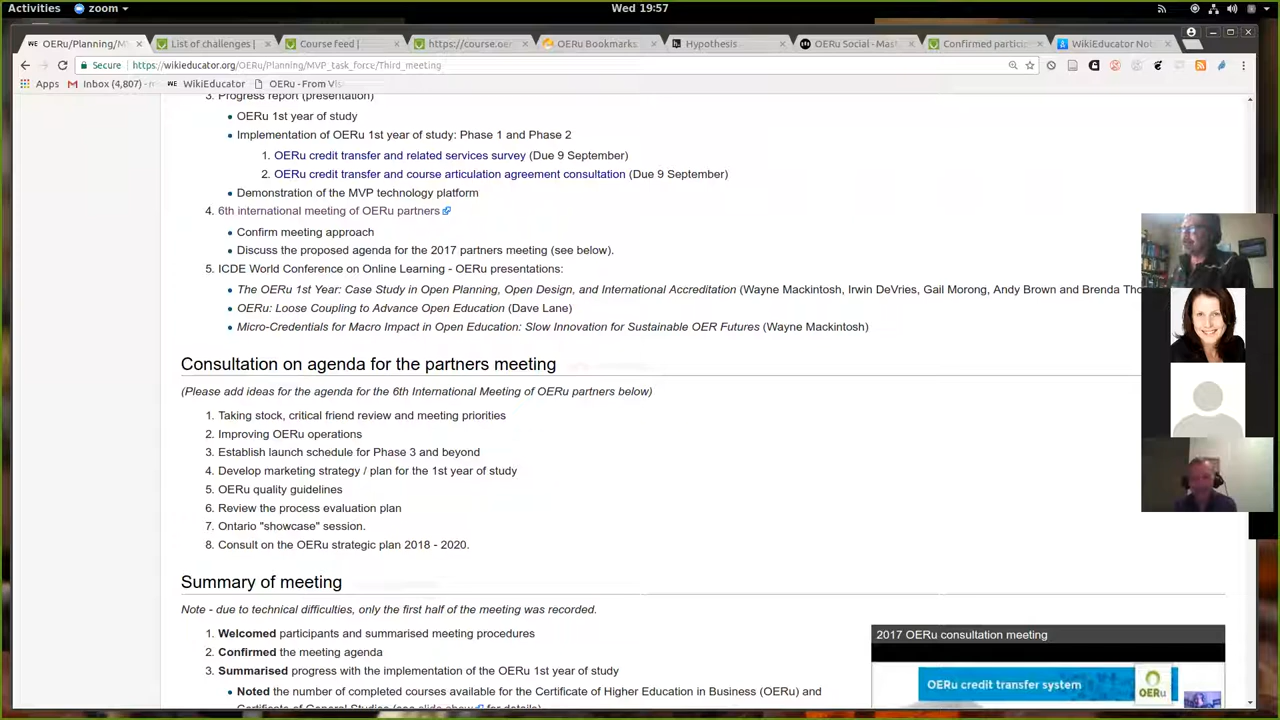 Activities zoom Wed 19:57
OERu/Planning/M List of challenges | Course feed | https://course.oe OERu Bookmarks Hypothesis OERu Social - Mas Confirmed partici WikiEducator No
Secure https://wikieducator.org/OERu/Planning/MVP_task_force/Third_meeting
Apps Inbox (4,807) - WikiEducator OERu - From Vi
3. Progress report (presentation)
OERu 1st year of study
Implementation of OERu 1st year of study: Phase 1 and Phase 2
1. OERu credit transfer and related services survey (Due 9 September)
2. OERu credit transfer and course articulation agreement consultation (Due 9 September)
Demonstration of the MVP technology platform
4. 6th international meeting of OERu partners
Confirm meeting approach
Discuss the proposed agenda for the 2017 partners meeting (see below).
5. ICDE World Conference on Online Learning - OERu presentations:
The OERu 1st Year: Case Study in Open Planning, Open Design, and International Accreditation (Wayne Mackintosh, Irwin DeVries, Gail Morong, Andy Brown and Brenda Tho
OERu: Loose Coupling to Advance Open Education (Dave Lane)
Micro-Credentials for Macro Impact in Open Education: Slow Innovation for Sustainable OER Futures (Wayne Mackintosh)
Consultation on agenda for the partners meeting
(Please add ideas for the agenda for the 6th International Meeting of OERu partners below)
1. Taking stock, critical friend review and meeting priorities
2. Improving OERu operations
3. Establish launch schedule for Phase 3 and beyond
4. Develop marketing strategy / plan for the 1st year of study
5. OERu quality guidelines
6. Review the process evaluation plan
7. Ontario "showcase" session.
8. Consult on the OERu strategic plan 2018 - 2020.
Summary of meeting
Note - due to technical difficulties, only the first half of the meeting was recorded.
1. Welcomed participants and summarised meeting procedures
2. Confirmed the meeting agenda
3. Summarised progress with the implementation of the OERu 1st year of study
Noted the number of completed courses available for the Certificate of Higher Education in Business (OERu) and
Certificate of General Studies (see slide show for details)
2017 OERu consultation meeting
OERu credit transfer system
OERu